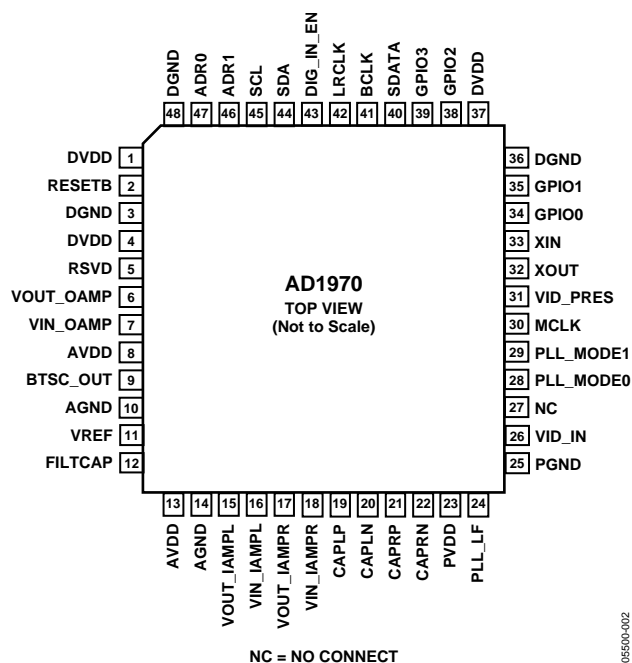 DGND
ADR0
ADR1
SCL
SDA
DIG_IN_EN
LRCLK
BCLK
SDATA
GPIO3
GPIO2
DVDD
48 47 46 45 44 43 42 41 40 39 38 37
DVDD 1
RESETB 2
DGND 3
DVDD 4
RSVD 5
VOUT_OAMP 6
VIN_OAMP 7
AVDD 8
BTSC_OUT 9
AGND 10
VREF 11
FILTCAP 12
AD1970
TOP VIEW
(Not to Scale)
36 DGND
35 GPIO1
34 GPIO0
33 XIN
32 XOUT
31 VID_PRES
30 MCLK
29 PLL_MODE1
28 PLL_MODE0
27 NC
26 VID_IN
25 PGND
13 14 15 16 17 18 19 20 21 22 23 24
AVDD
AGND
VOUT_IAMPL
VIN_IAMPL
VOUT_IAMPR
VIN_IAMPR
CAPLP
CAPLN
CAPRP
CAPRN
PVDD
PLL_LF
NC = NO CONNECT
05500-002